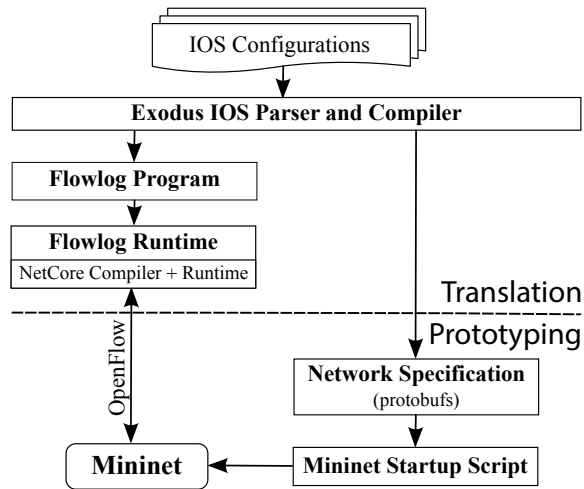 IOS Configurations
Exodus IOS Parser and Compiler
Flowlog Program
Flowlog Runtime
NetCore Compiler + Runtime
Translation
Prototyping
OpenFlow
Network Specification
(protobufs)
Mininet
Mininet Startup Script